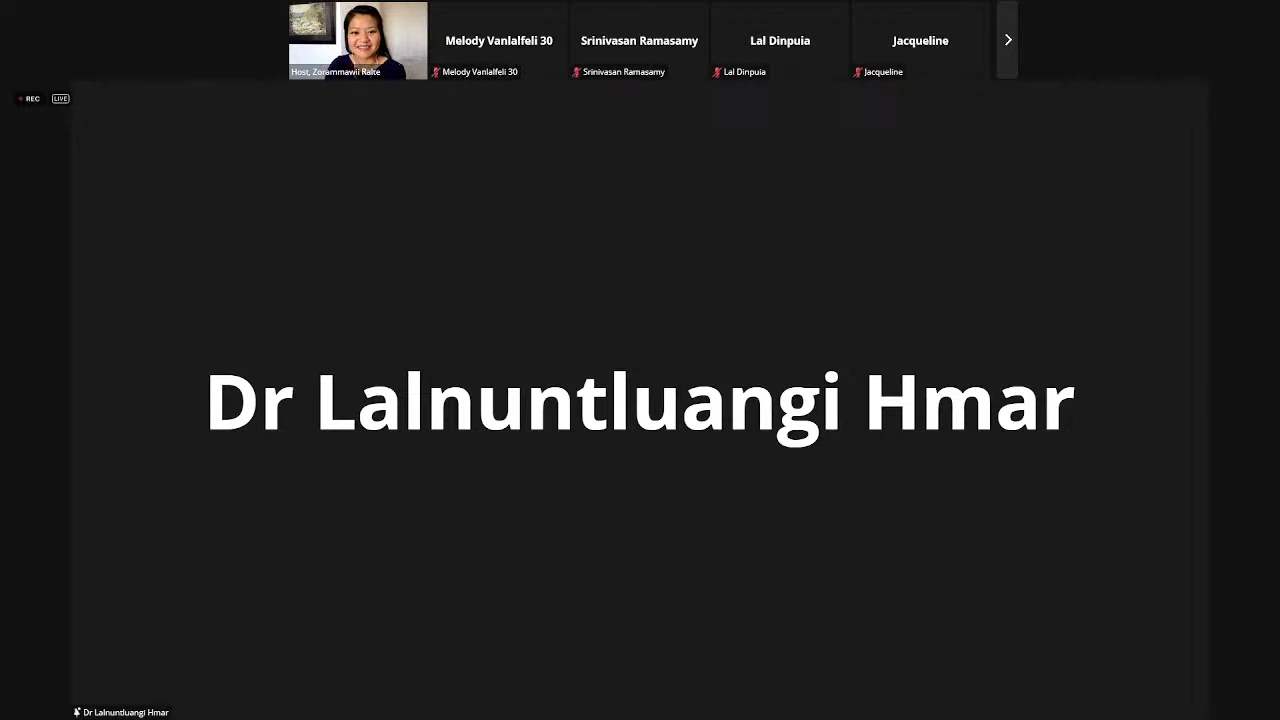 Melody Vanlalfeli 30
Srinivasan Ramasamy
Lal Dinpuia
Jacqueline
Host, Zorammawii Ralte
Melody Vanlalfeli 30
Srinivasan Ramasamy
Lal Dinpuia
Jacqueline
REC
LIVE
Dr Lalnuntluangi Hmar
Dr Lalnuntluangi Hmar